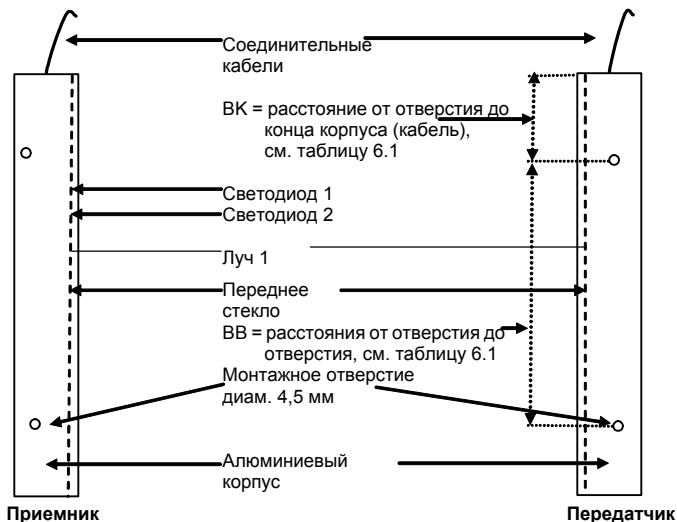 Соединительные
кабели
BK = расстояние от отверстия до
конца корпуса (кабель),
см. таблицу 6.1
Светодиод 1
Светодиод 2
Луч 1
Переднее
стекло
BB = расстояния от отверстия до
отверстия, см. таблицу 6.1
Монтажное отверстие
диам. 4,5 мм
Алюминиевый
корпус
Приемник
Передатчик